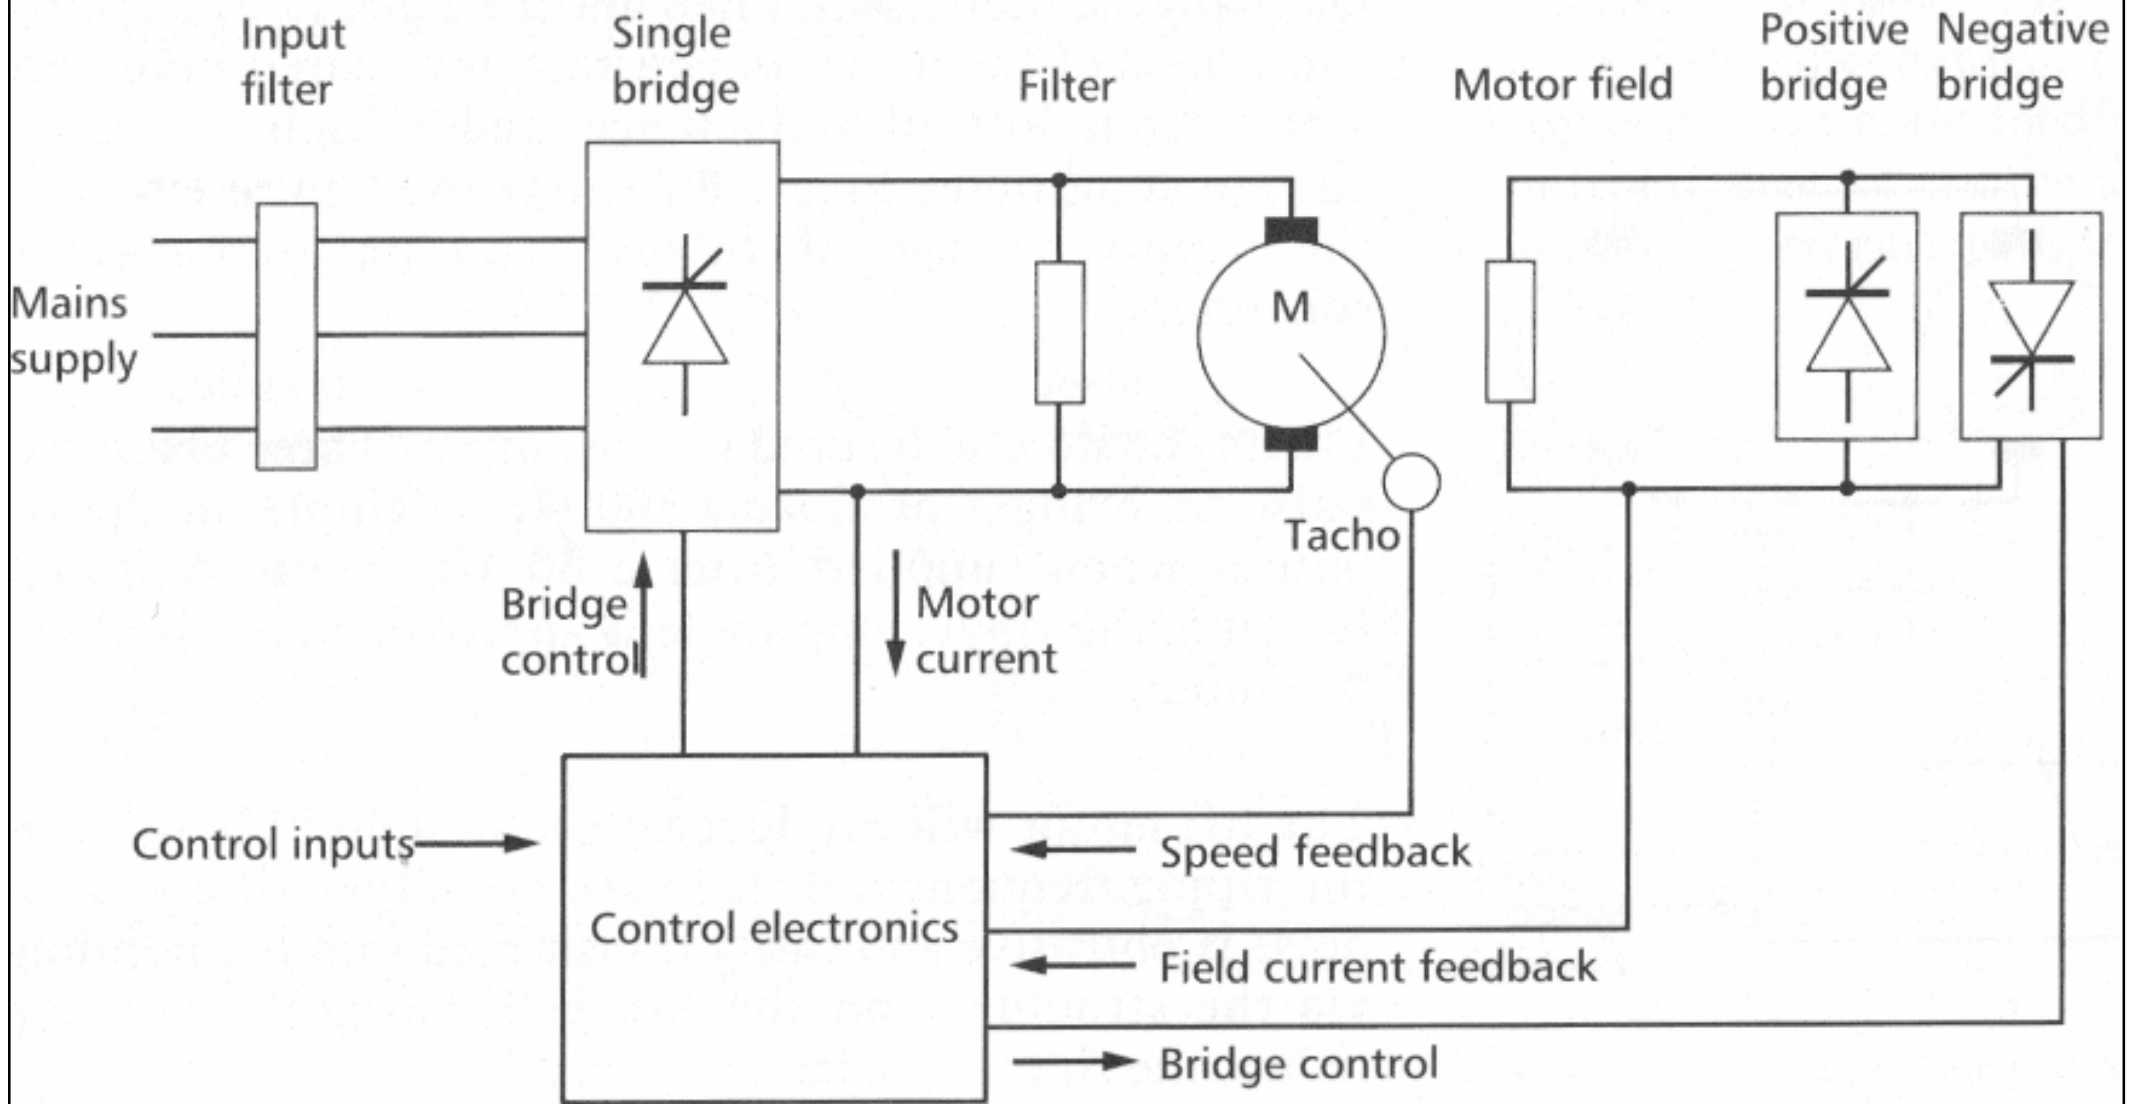 Input
filter
Single
bridge
Filter
Motor field
Positive
bridge
Negative
bridge
Mains
supply
M
Tacho
Bridge
control
Motor
current
Control inputs
Speed feedback
Control electronics
Field current feedback
Bridge control